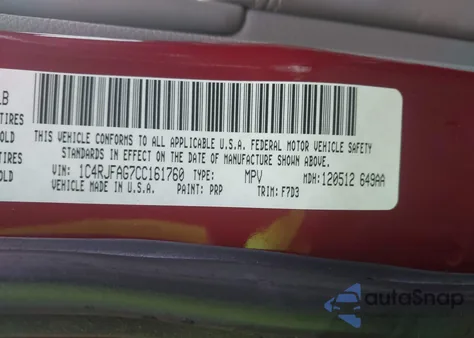 LB
TIRES
OLD
TIRES
OLD
THIS VEHICLE CONFORMS TO ALL APPLICABLE U.S.A. FEDERAL MOTOR VEHICLE SAFETY
STANDARDS IN EFFECT ON THE DATE OF MANUFACTURE SHOWN ABOVE.
VIN: 1C4RJFAG7CC161760 TYPE: MPV MDH: 120512 649AA
VEHICLE MADE IN U.S.A. PAINT: PRP TRIM: F7D3
autoSnap